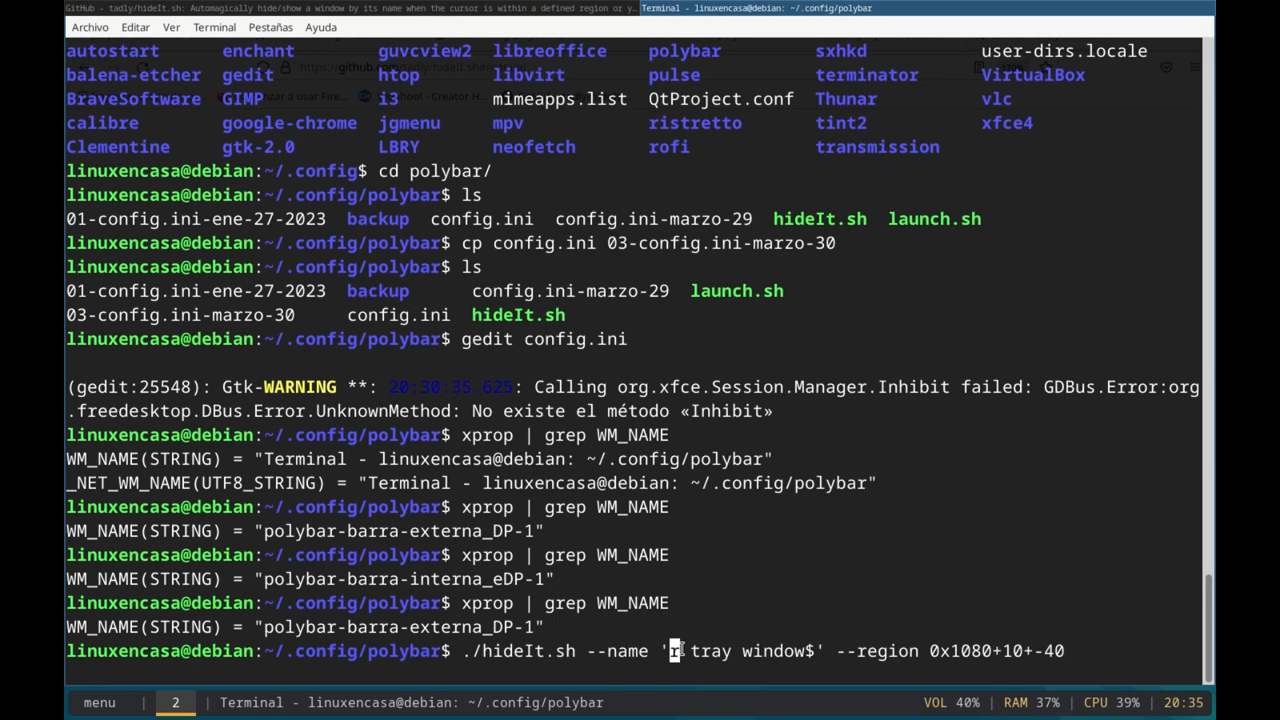 GitHub - tadly/hideIt.sh: Automagically hide/show a window by its name when the cursor is within a defined region or y...
Terminal - linuxencasa@debian: ~/.config/polybar
Archivo Editar Ver Terminal Pestañas Ayuda
autostart enchant guvcview2 libreoffice polybar sxhkd user-dirs.locale
balena-etcher gedit htop libvirt pulse terminator VirtualBox
BraveSoftware GIMP i3 mimeapps.list QtProject.conf Thunar vlc
calibre google-chrome jgmenu mpv ristretto tint2 xfce4
Clementine gtk-2.0 LBRY neofetch rofi transmission
linuxencasa@debian:~/.config$ cd polybar/
linuxencasa@debian:~/.config/polybar$ ls
01-config.ini-ene-27-2023 backup config.ini config.ini-marzo-29 hideIt.sh launch.sh
linuxencasa@debian:~/.config/polybar$ cp config.ini 03-config.ini-marzo-30
linuxencasa@debian:~/.config/polybar$ ls
01-config.ini-ene-27-2023 backup config.ini-marzo-29 launch.sh
03-config.ini-marzo-30 config.ini hideIt.sh
linuxencasa@debian:~/.config/polybar$ gedit config.ini
(gedit:25548): Gtk-WARNING **: 20:30:35.625: Calling org.xfce.Session.Manager.Inhibit failed: GDBus.Error:org
.freedesktop.DBus.Error.UnknownMethod: No existe el método «Inhibit»
linuxencasa@debian:~/.config/polybar$ xprop | grep WM_NAME
WM_NAME(STRING) = "Terminal - linuxencasa@debian: ~/.config/polybar"
_NET_WM_NAME(UTF8_STRING) = "Terminal - linuxencasa@debian: ~/.config/polybar"
linuxencasa@debian:~/.config/polybar$ xprop | grep WM_NAME
WM_NAME(STRING) = "polybar-barra-externa_DP-1"
linuxencasa@debian:~/.config/polybar$ xprop | grep WM_NAME
WM_NAME(STRING) = "polybar-barra-interna_eDP-1"
linuxencasa@debian:~/.config/polybar$ xprop | grep WM_NAME
WM_NAME(STRING) = "polybar-barra-externa_DP-1"
linuxencasa@debian:~/.config/polybar$ ./hideIt.sh --name 'r tray window$' --region 0x1080+10+-40
menu | 2 | Terminal - linuxencasa@debian: ~/.config/polybar VOL 40% | RAM 37% | CPU 39% | 20:35